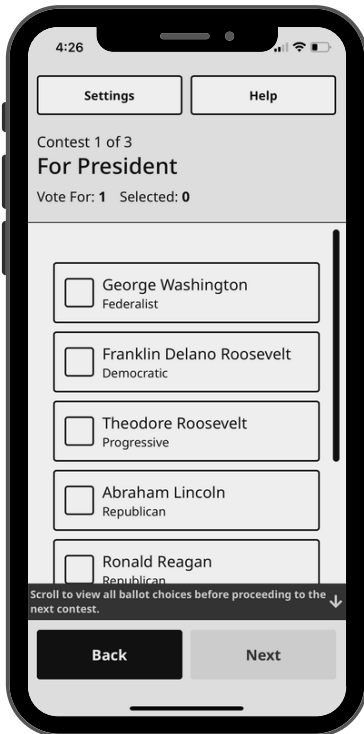 4:26
Settings Help
Contest 1 of 3
For President
Vote For: 1 Selected: 0
George Washington
Federalist
Franklin Delano Roosevelt
Democratic
Theodore Roosevelt
Progressive
Abraham Lincoln
Republican
Ronald Reagan
Republican
Scroll to view all ballot choices before proceeding to the
next contest.
Back Next